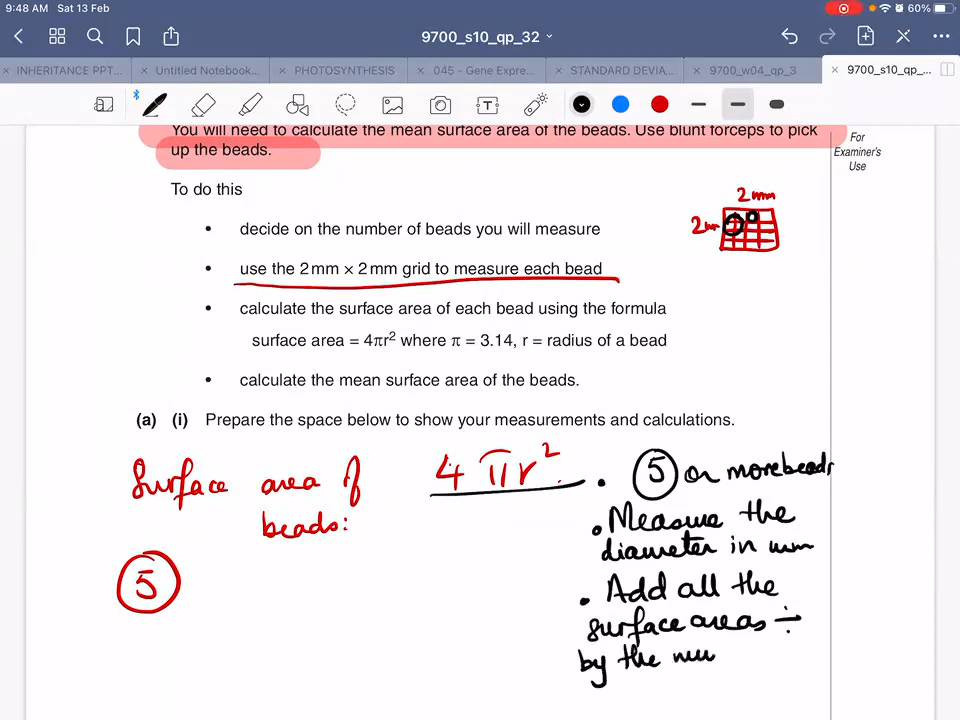 9:48 AM Sat 13 Feb
60%
9700_s10_qp_32
INHERITANCE PPT...
Untitled Notebook...
PHOTOSYNTHESIS
045 - Gene Expre...
STANDARD DEVIA...
9700_w04_qp_3
9700_s10_qp_...
You will need to calculate the mean surface area of the beads. Use blunt forceps to pick
up the beads.
For
Examiner's
Use
To do this
2mm
• decide on the number of beads you will measure
• use the 2 mm × 2 mm grid to measure each bead
• calculate the surface area of each bead using the formula
surface area = 4πr² where π = 3.14, r = radius of a bead
• calculate the mean surface area of the beads.
(a) (i) Prepare the space below to show your measurements and calculations.
Surface area of
beads:
4πr²
5
• 5 or more beads
• Measure the
diameter in mm
• Add all the
surface areas ÷
by the nu